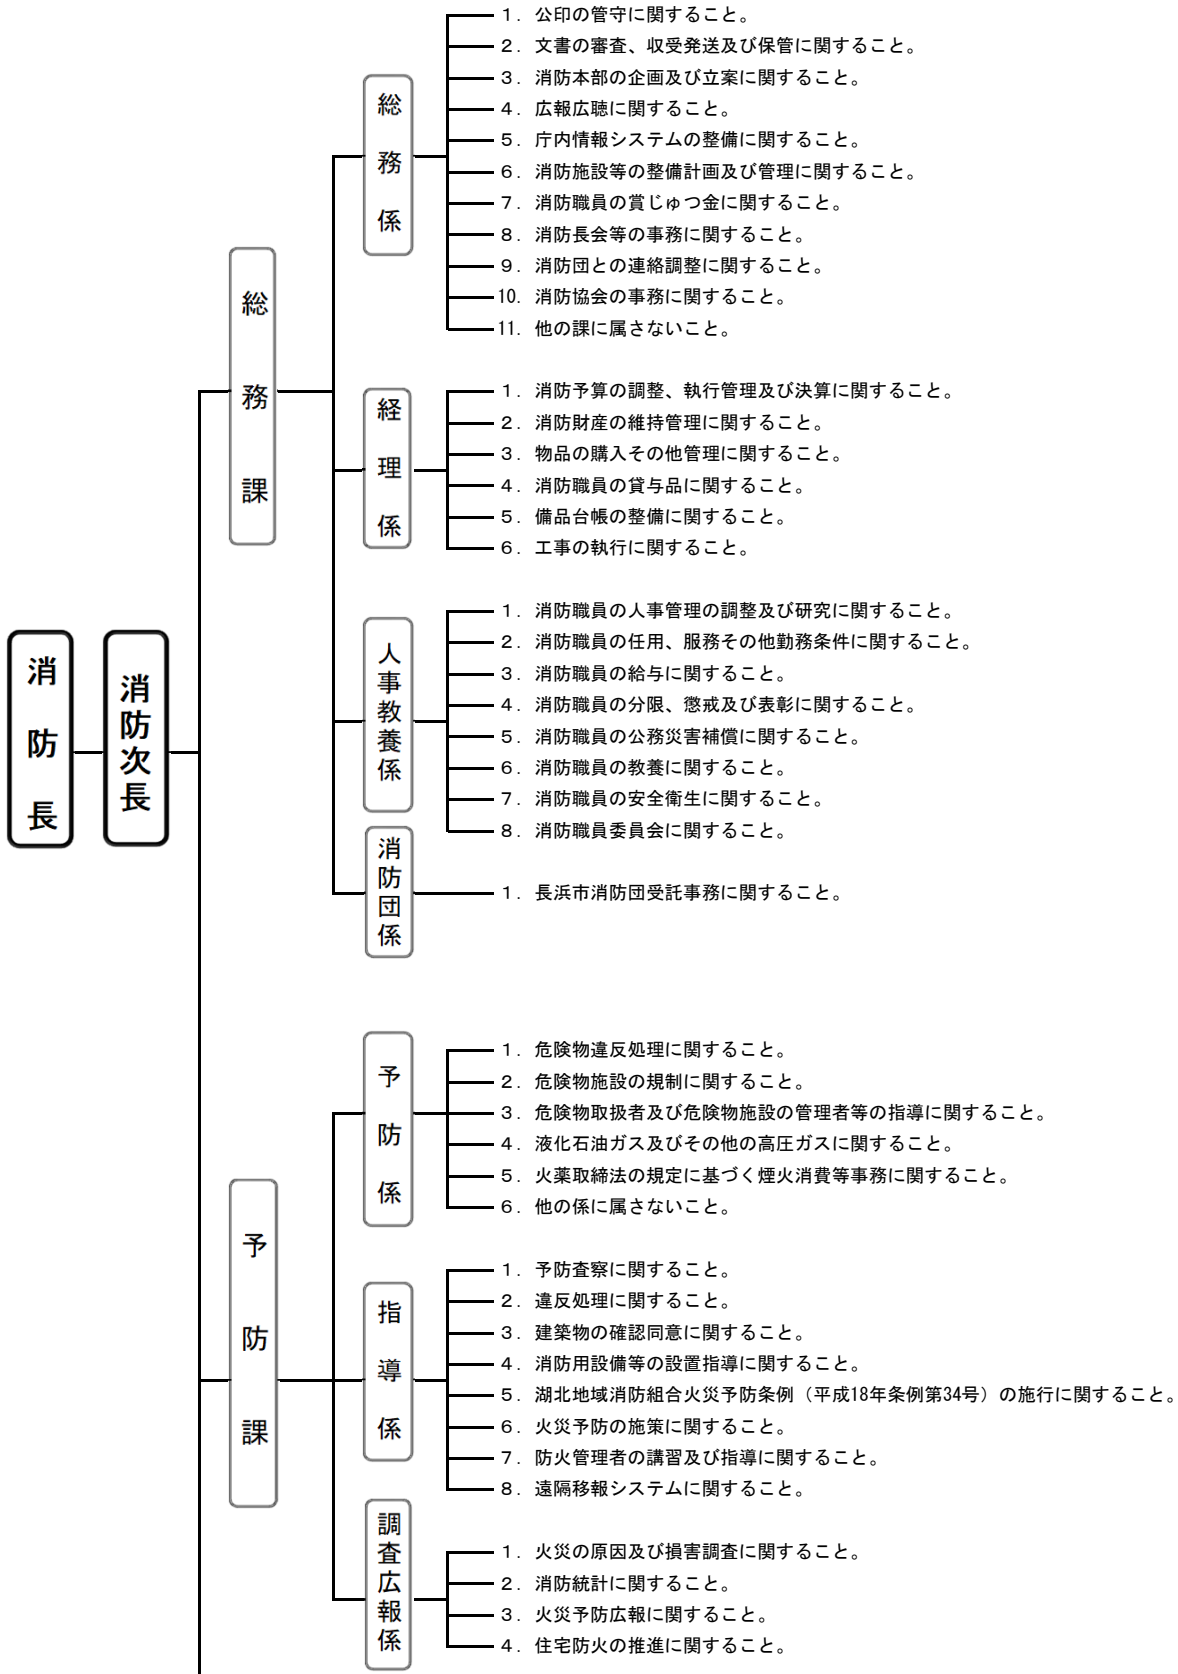 消防長
消防次長
総務課
総務係
１．公印の管守に関すること。
２．文書の審査、収受発送及び保管に関すること。
３．消防本部の企画及び立案に関すること。
４．広報広聴に関すること。
５．庁内情報システムの整備に関すること。
６．消防施設等の整備計画及び管理に関すること。
７．消防職員の賞じゅつ金に関すること。
８．消防長会等の事務に関すること。
９．消防団との連絡調整に関すること。
10．消防協会の事務に関すること。
11．他の課に属さないこと。
経理係
１．消防予算の調整、執行管理及び決算に関すること。
２．消防財産の維持管理に関すること。
３．物品の購入その他管理に関すること。
４．消防職員の貸与品に関すること。
５．備品台帳の整備に関すること。
６．工事の執行に関すること。
人事教養係
１．消防職員の人事管理の調整及び研究に関すること。
２．消防職員の任用、服務その他勤務条件に関すること。
３．消防職員の給与に関すること。
４．消防職員の分限、懲戒及び表彰に関すること。
５．消防職員の公務災害補償に関すること。
６．消防職員の教養に関すること。
７．消防職員の安全衛生に関すること。
８．消防職員委員会に関すること。
消防団係
１．長浜市消防団受託事務に関すること。
予防課
予防係
１．危険物違反処理に関すること。
２．危険物施設の規制に関すること。
３．危険物取扱者及び危険物施設の管理者等の指導に関すること。
４．液化石油ガス及びその他の高圧ガスに関すること。
５．火薬取締法の規定に基づく煙火消費等事務に関すること。
６．他の係に属さないこと。
指導係
１．予防査察に関すること。
２．違反処理に関すること。
３．建築物の確認同意に関すること。
４．消防用設備等の設置指導に関すること。
５．湖北地域消防組合火災予防条例（平成18年条例第34号）の施行に関すること。
６．火災予防の施策に関すること。
７．防火管理者の講習及び指導に関すること。
８．遠隔移報システムに関すること。
調査広報係
１．火災の原因及び損害調査に関すること。
２．消防統計に関すること。
３．火災予防広報に関すること。
４．住宅防火の推進に関すること。